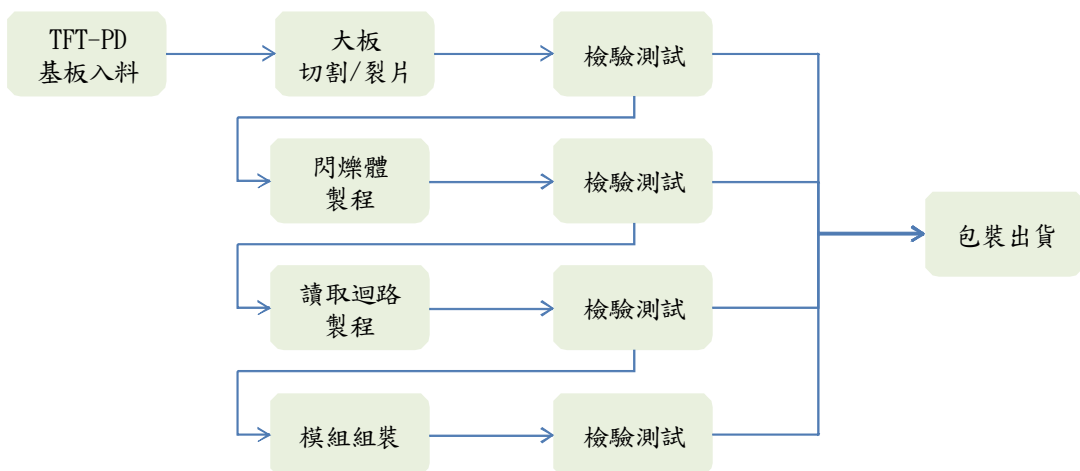 TFT-PD
基板入料
大板
切割/裂片
檢驗測試
閃爍體
製程
檢驗測試
讀取迴路
製程
檢驗測試
模組組裝
檢驗測試
包裝出貨